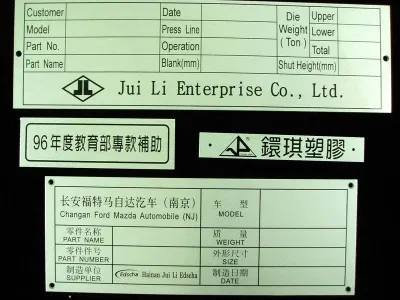 Customer Date Die Weight (Ton) Upper
Model Press Line Lower
Part No. Operation Total
Part Name Blank(mm) Shut Height(mm)
JL Jui Li Enterprise Co., Ltd.
96年度教育部專款補助
鐶琪塑膠
长安福特马自达汽车（南京） 车型
Changan Ford Mazda Automobile (NJ) MODEL
零件名称 质量
PART NAME WEIGHT
零件件号 外形尺寸
PART NUMBER SIZE
制造单位 Edscha Hainan Jui Li Edscha 制造日期
SUPPLIER DATE